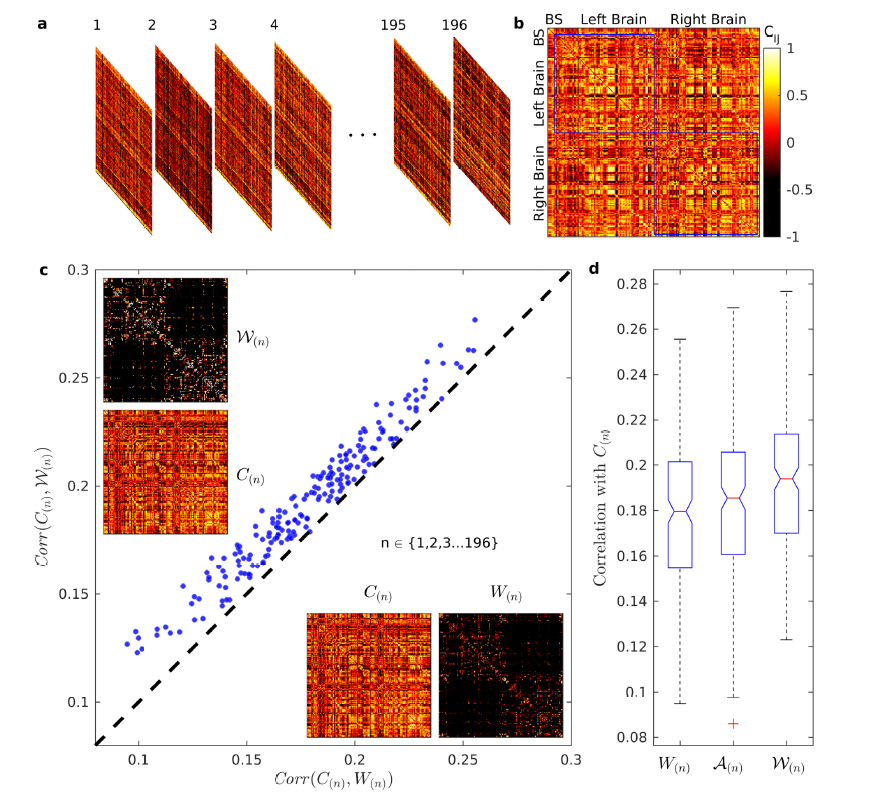 a
1 2 3 4 195 196
. . .
b
BS Left Brain Right Brain
BS
Left Brain
Right Brain
C_IJ
1
0.5
0
-0.5
-1
c
0.3
0.25
0.2
0.15
0.1
Corr(C_(n), 𝒲_(n))
𝒲_(n)
C_(n)
n ∈ {1,2,3...196}
C_(n) W_(n)
0.1 0.15 0.2 0.25 0.3
Corr(C_(n), W_(n))
d
0.28
0.26
0.24
0.22
0.2
0.18
0.16
0.14
0.12
0.1
0.08
Correlation with C_(n)
W_(n) 𝒜_(n) 𝒲_(n)